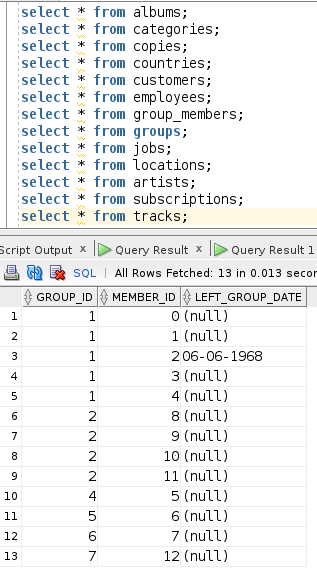 select * from albums;
select * from categories;
select * from copies;
select * from countries;
select * from customers;
select * from employees;
select * from group_members;
select * from groups;
select * from jobs;
select * from locations;
select * from artists;
select * from subscriptions;
select * from tracks;
Script Output x Query Result x Query Result 1
SQL | All Rows Fetched: 13 in 0.013 secon
GROUP_ID MEMBER_ID LEFT_GROUP_DATE
1 1 0 (null)
2 1 1 (null)
3 1 2 06-06-1968
4 1 3 (null)
5 1 4 (null)
6 2 8 (null)
7 2 9 (null)
8 2 10 (null)
9 2 11 (null)
10 4 5 (null)
11 5 6 (null)
12 6 7 (null)
13 7 12 (null)